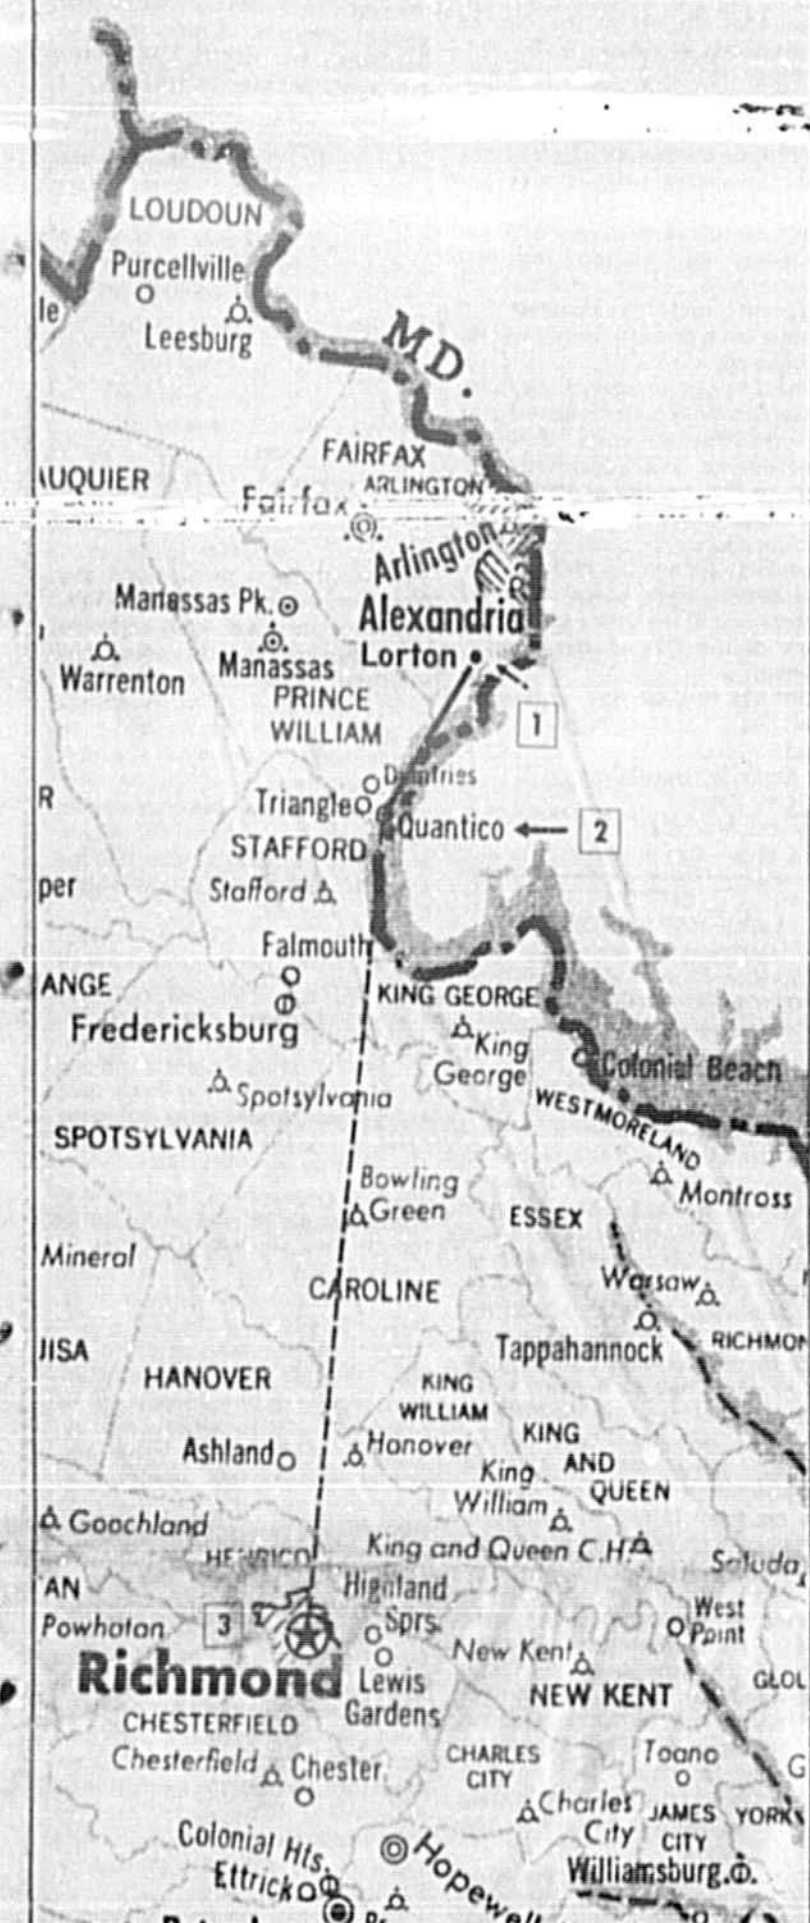 LOUDOUN
Purcellville
le
Leesburg
MD.
FAIRFAX
AUQUIER
ARLINGTON
Fairfax
Arlington
Manassas Pk.
Alexandria
Lorton
Manassas
Warrenton
PRINCE
WILLIAM
1
Dumfries
R
Triangle
Quantico
2
STAFFORD
per
Stafford
Falmouth
ANGE
KING GEORGE
Fredericksburg
King
George
Colonial Beach
Spotsylvania
WESTMORELAND
SPOTSYLVANIA
Bowling
Green
Montross
ESSEX
Mineral
CAROLINE
Warsaw
UISA
Tappahannock
RICHMON
HANOVER
KING
WILLIAM
KING
AND
QUEEN
Ashland
Hanover
King
William
Goochland
HENRICO
King and Queen C.H.
Saluda
AN
Highland
Sprs.
Powhatan
3
West
Point
New Kent
Richmond
Lewis
Gardens
NEW KENT
GLOU
CHESTERFIELD
Chesterfield
Chester
CHARLES
CITY
Toano
G
Charles
City
JAMES
CITY
YORK
Colonial Hts.
Hopewell
Williamsburg
Ettrick